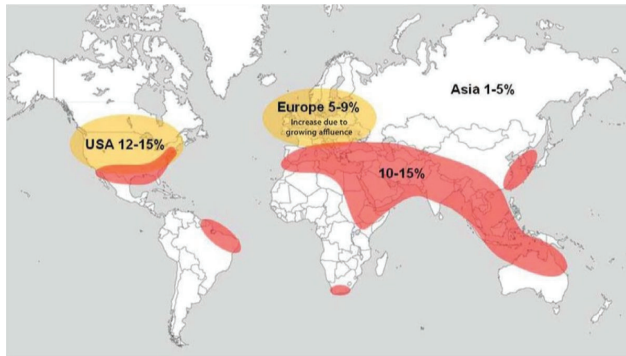 Asia 1-5%
Europe 5-9%
Increase due to
growing affluence
USA 12-15%
10-15%